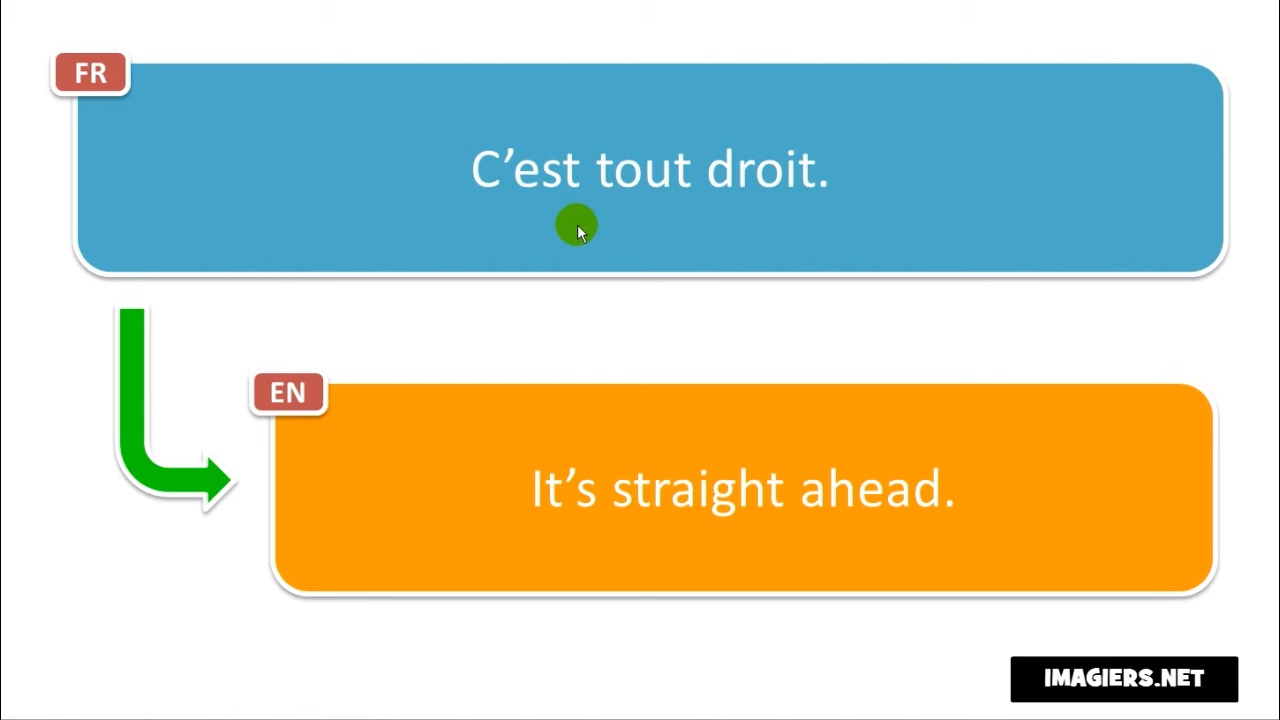 FR
C’est tout droit.
EN
It’s straight ahead.
IMAGIERS.NET